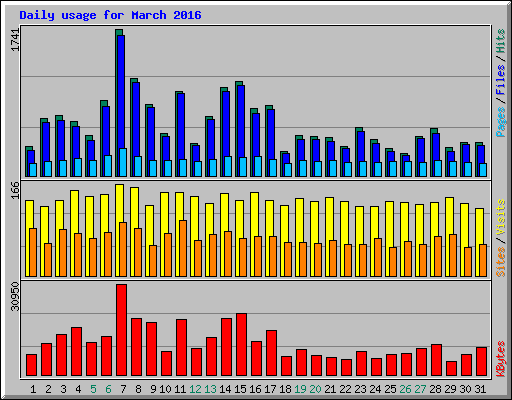 Daily usage for March 2016
1741
Pages / Files / Hits
166
Sites / Visits
30950
KBytes
1 2 3 4 5 6 7 8 9 10 11 12 13 14 15 16 17 18 19 20 21 22 23 24 25 26 27 28 29 30 31